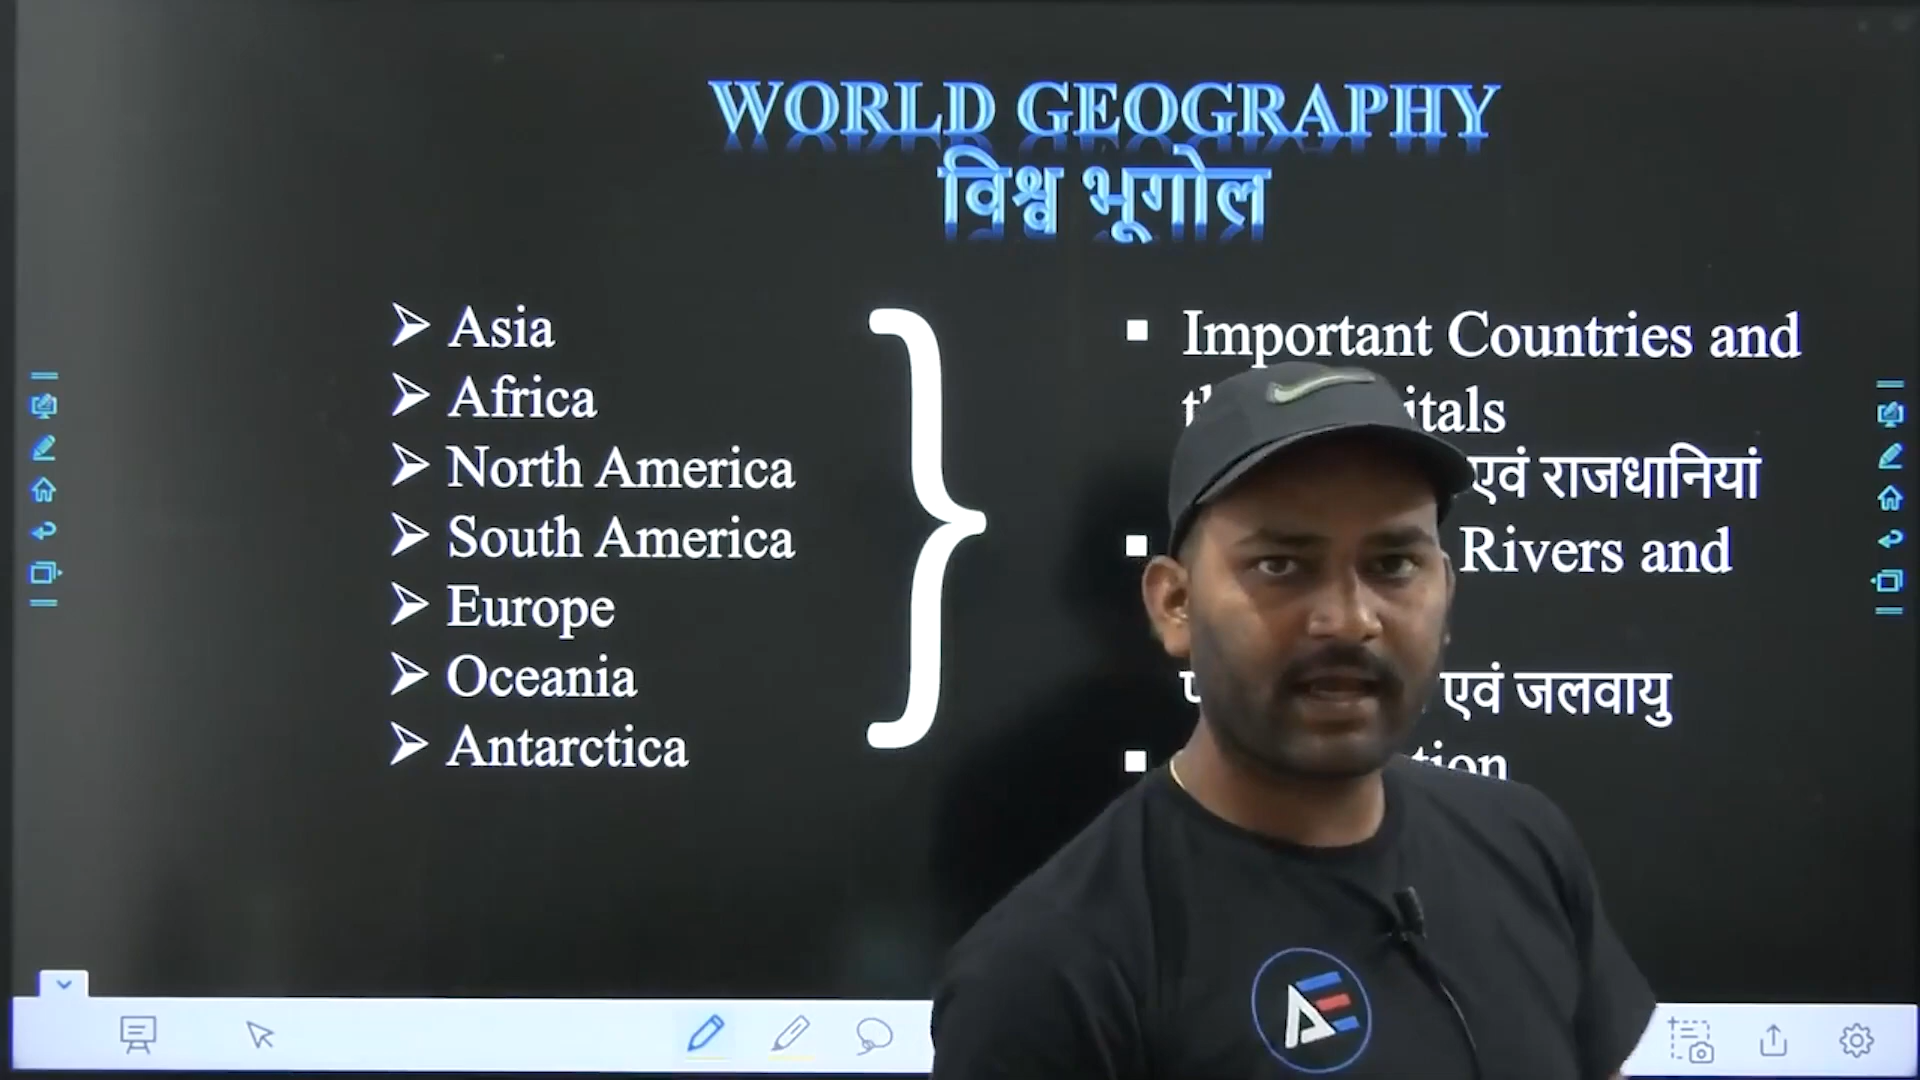 WORLD GEOGRAPHY
विश्व भूगोल
Asia
Africa
North America
South America
Europe
Oceania
Antarctica
Important Countries and
एवं राजधानियां
Rivers and
एवं जलवायु
AE